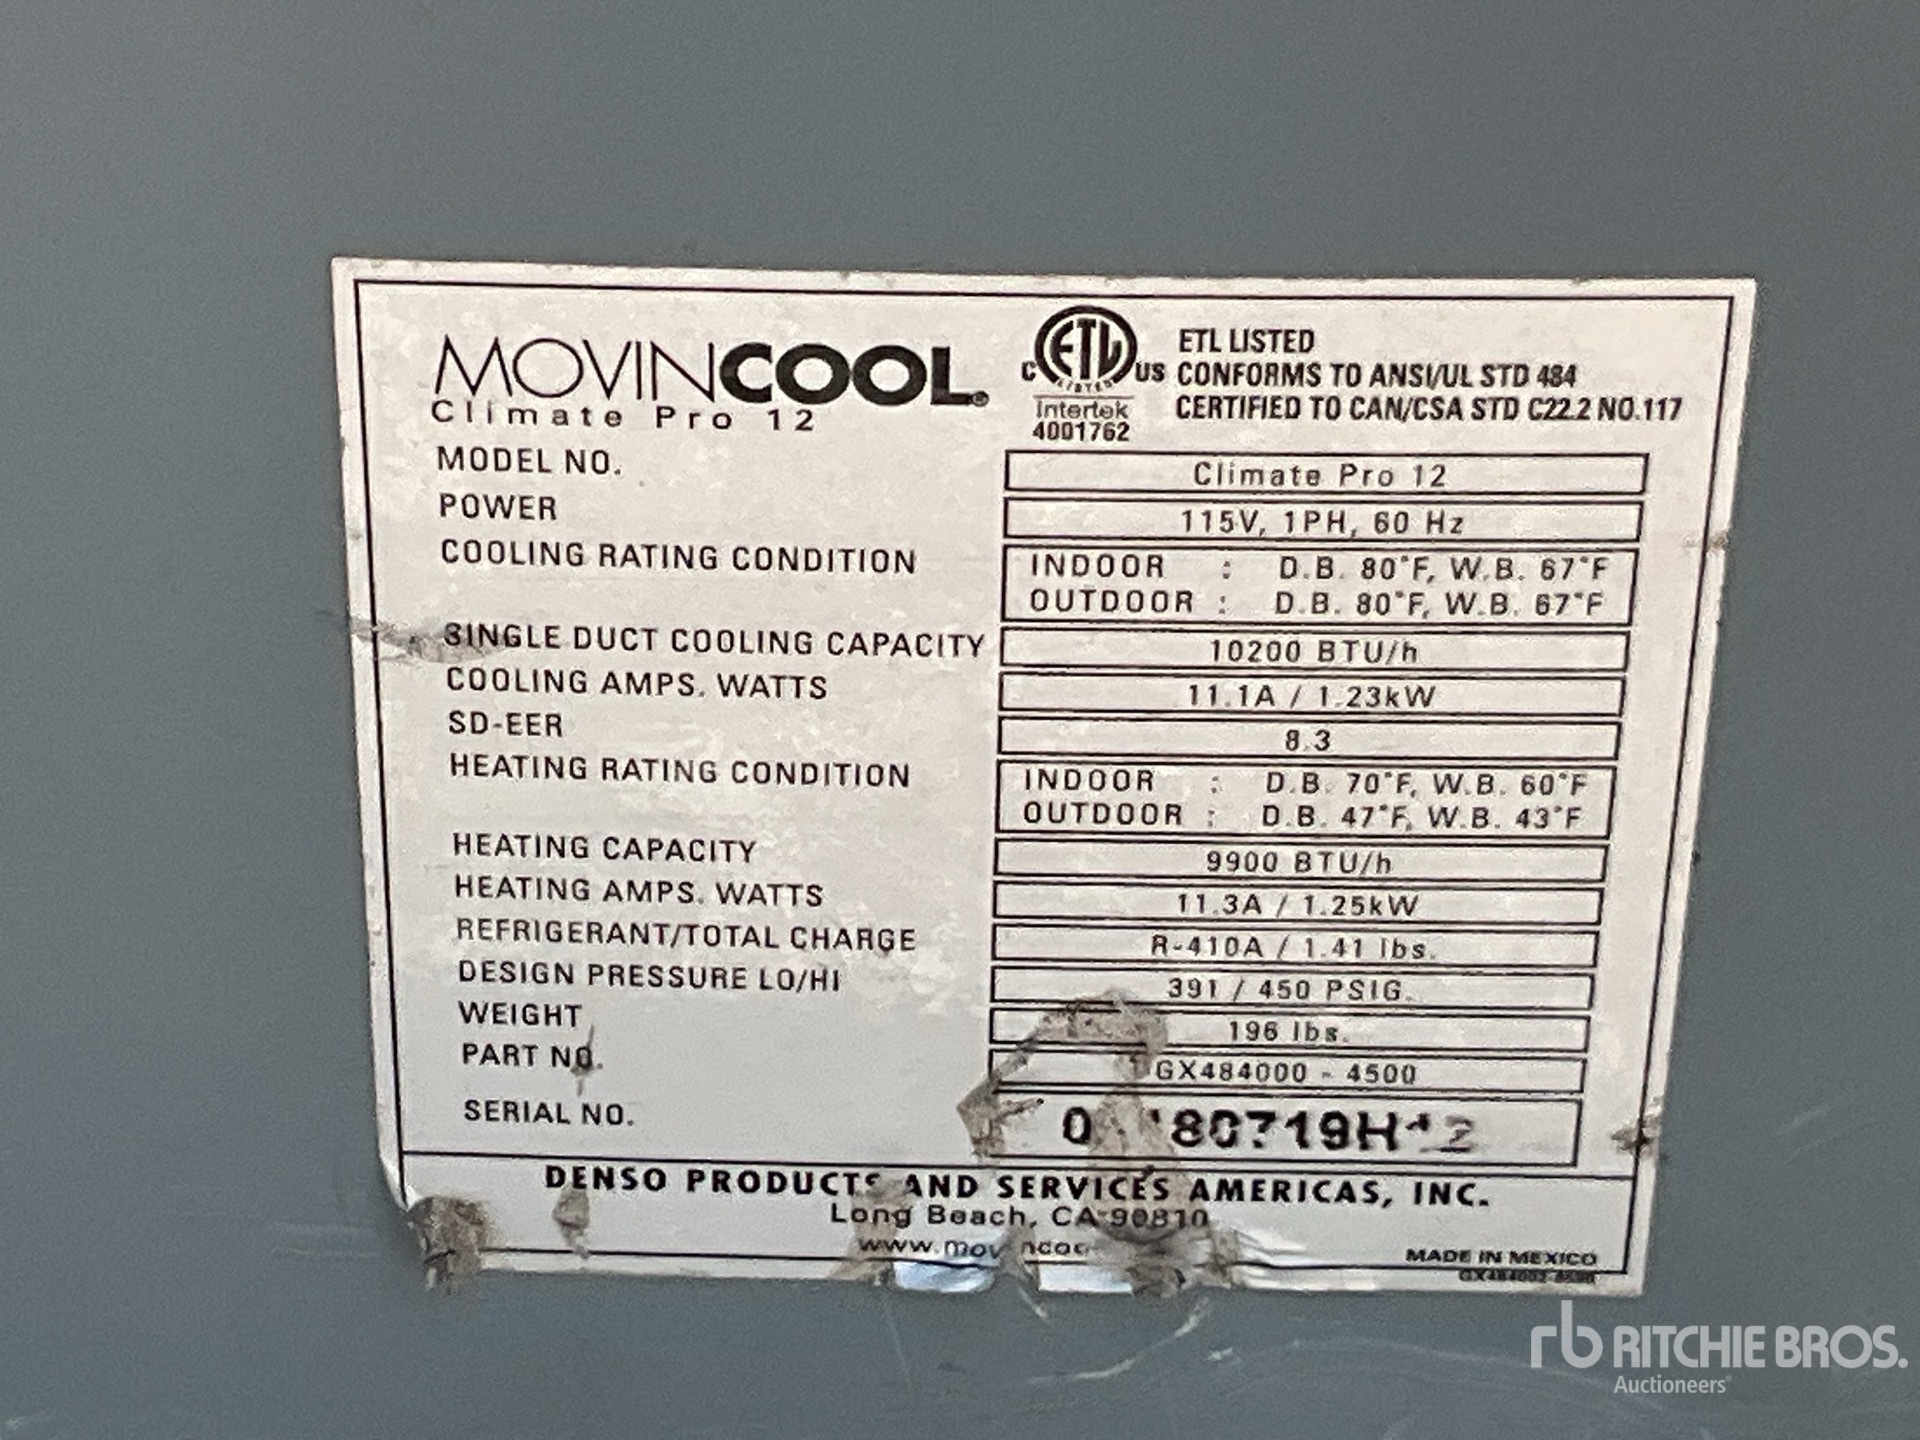 MOVINCOOL®
Climate Pro 12
C ETL LISTED US
Intertek
4001762
ETL LISTED
CONFORMS TO ANSI/UL STD 484
CERTIFIED TO CAN/CSA STD C22.2 NO.117
MODEL NO. Climate Pro 12
POWER 115V, 1PH, 60 Hz
COOLING RATING CONDITION INDOOR : D.B. 80°F, W.B. 67°F
OUTDOOR : D.B. 80°F, W.B. 67°F
SINGLE DUCT COOLING CAPACITY 10200 BTU/h
COOLING AMPS. WATTS 11.1A / 1.23kW
SD-EER 8.3
HEATING RATING CONDITION INDOOR : D.B. 70°F, W.B. 60°F
OUTDOOR : D.B. 47°F, W.B. 43°F
HEATING CAPACITY 9900 BTU/h
HEATING AMPS. WATTS 11.3A / 1.25kW
REFRIGERANT/TOTAL CHARGE R-410A / 1.41 lbs.
DESIGN PRESSURE LO/HI 391 / 450 PSIG.
WEIGHT 196 lbs.
PART NO. GX484000 - 4500
SERIAL NO.
DENSO PRODUCTS AND SERVICES AMERICAS, INC.
Long Beach, CA 90810
MADE IN MEXICO
rb RITCHIE BROS.
Auctioneers